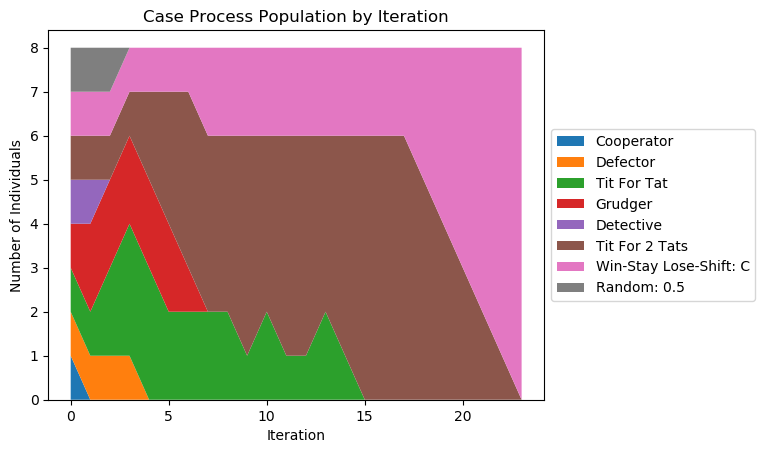 Case Process Population by Iteration
Number of Individuals
8
7
6
5
4
3
2
1
0
0 5 10 15 20
Iteration
Cooperator
Defector
Tit For Tat
Grudger
Detective
Tit For 2 Tats
Win-Stay Lose-Shift: C
Random: 0.5